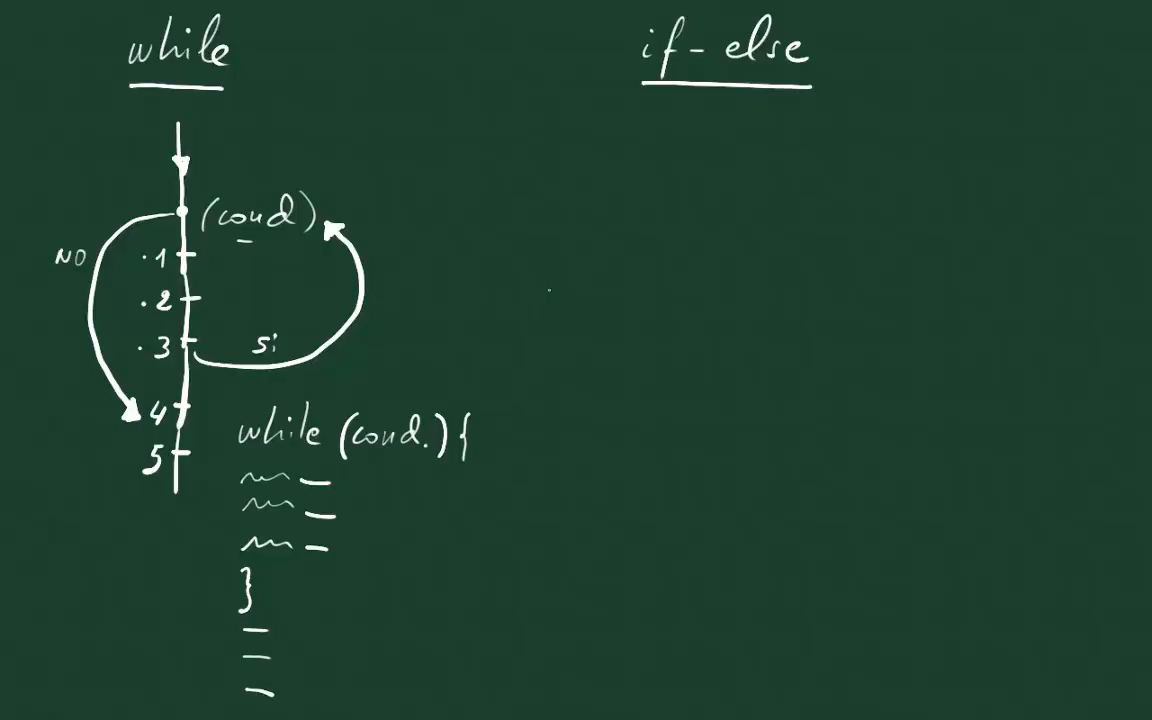 while
if-else
(cond)
NO
.1
.2
.3
si
4
while (cond.) {
5
}